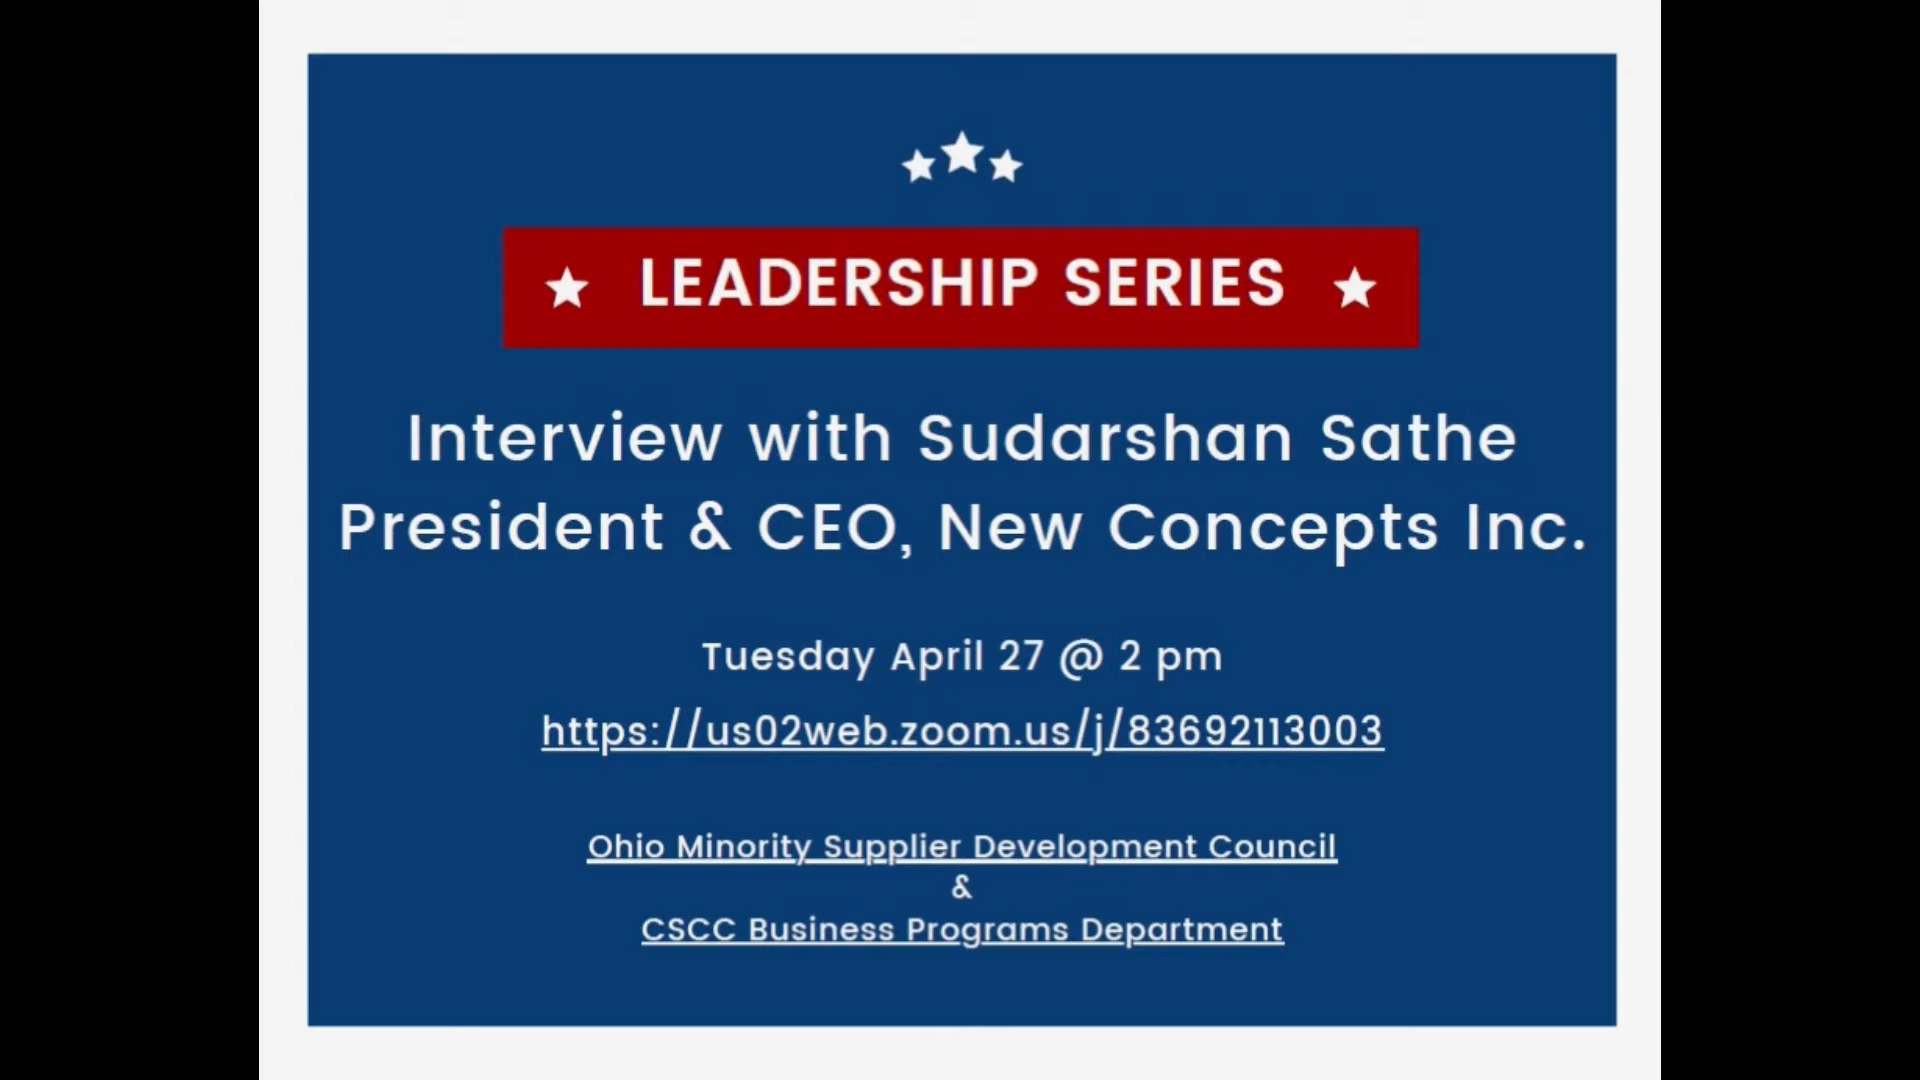 LEADERSHIP SERIES
Interview with Sudarshan Sathe
President & CEO, New Concepts Inc.
Tuesday April 27 @ 2 pm
https://us02web.zoom.us/j/83692113003
Ohio Minority Supplier Development Council
&
CSCC Business Programs Department